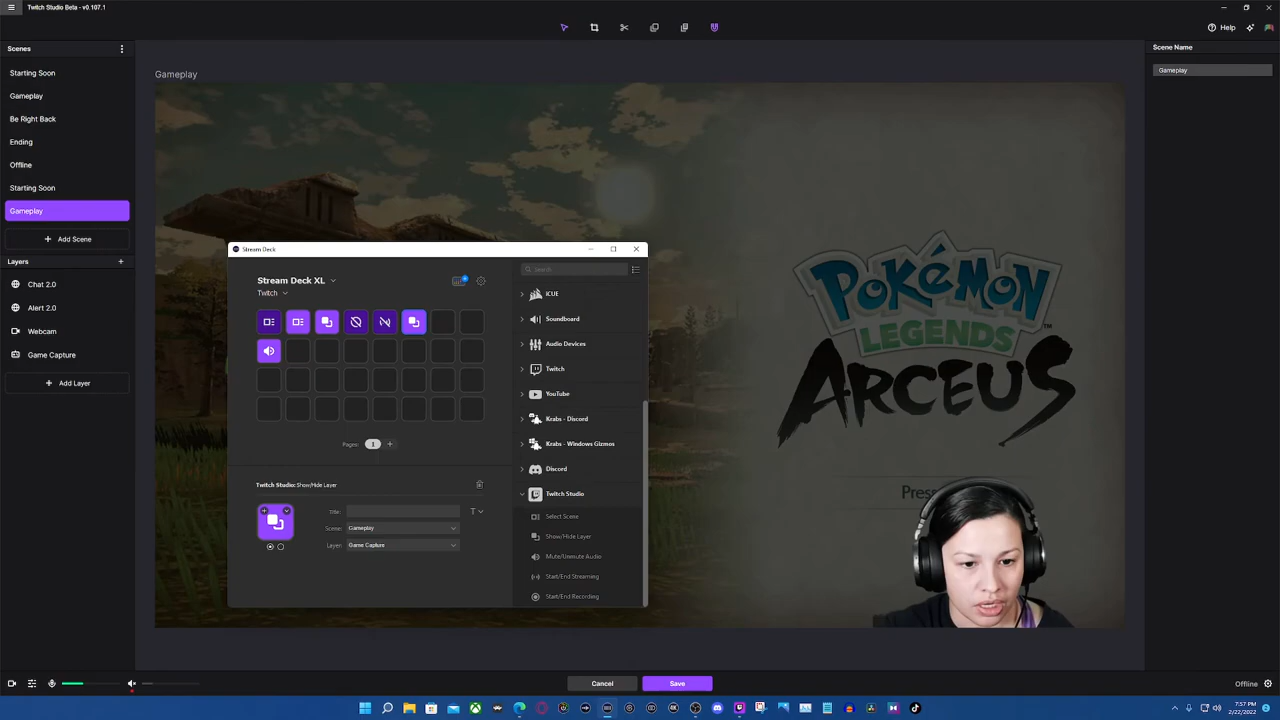 Twitch Studio Beta - v0.107.1
Help
Scenes
Starting Soon
Gameplay
Be Right Back
Ending
Offline
Starting Soon
Gameplay
Add Scene
Layers
Chat 2.0
Alert 2.0
Webcam
Game Capture
Add Layer
Gameplay
Scene Name
Gameplay
POKéMON
LEGENDS
ARCEUS
TM
Press
Stream Deck
Stream Deck XL
Twitch
Pages:
1
Twitch Studio: Show/Hide Layer
Title:
T
Scene:
Gameplay
Layer:
Game Capture
Search
iCUE
Soundboard
Audio Devices
Twitch
YouTube
Krabs - Discord
Krabs - Windows Gizmos
Discord
Twitch Studio
Select Scene
Show/Hide Layer
Mute/Unmute Audio
Start/End Streaming
Start/End Recording
Cancel
Save
Offline
7:57 PM
2/22/2022